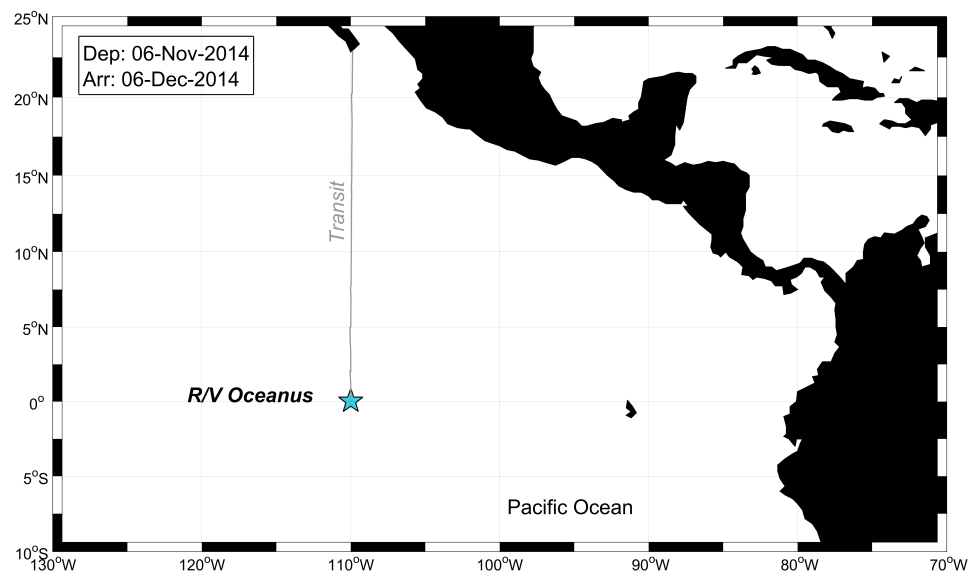 25°N
Dep: 06-Nov-2014
Arr: 06-Dec-2014
20°N
15°N
Transit
10°N
5°N
R/V Oceanus
0°
5°S
Pacific Ocean
10°S
130°W 120°W 110°W 100°W 90°W 80°W 70°W